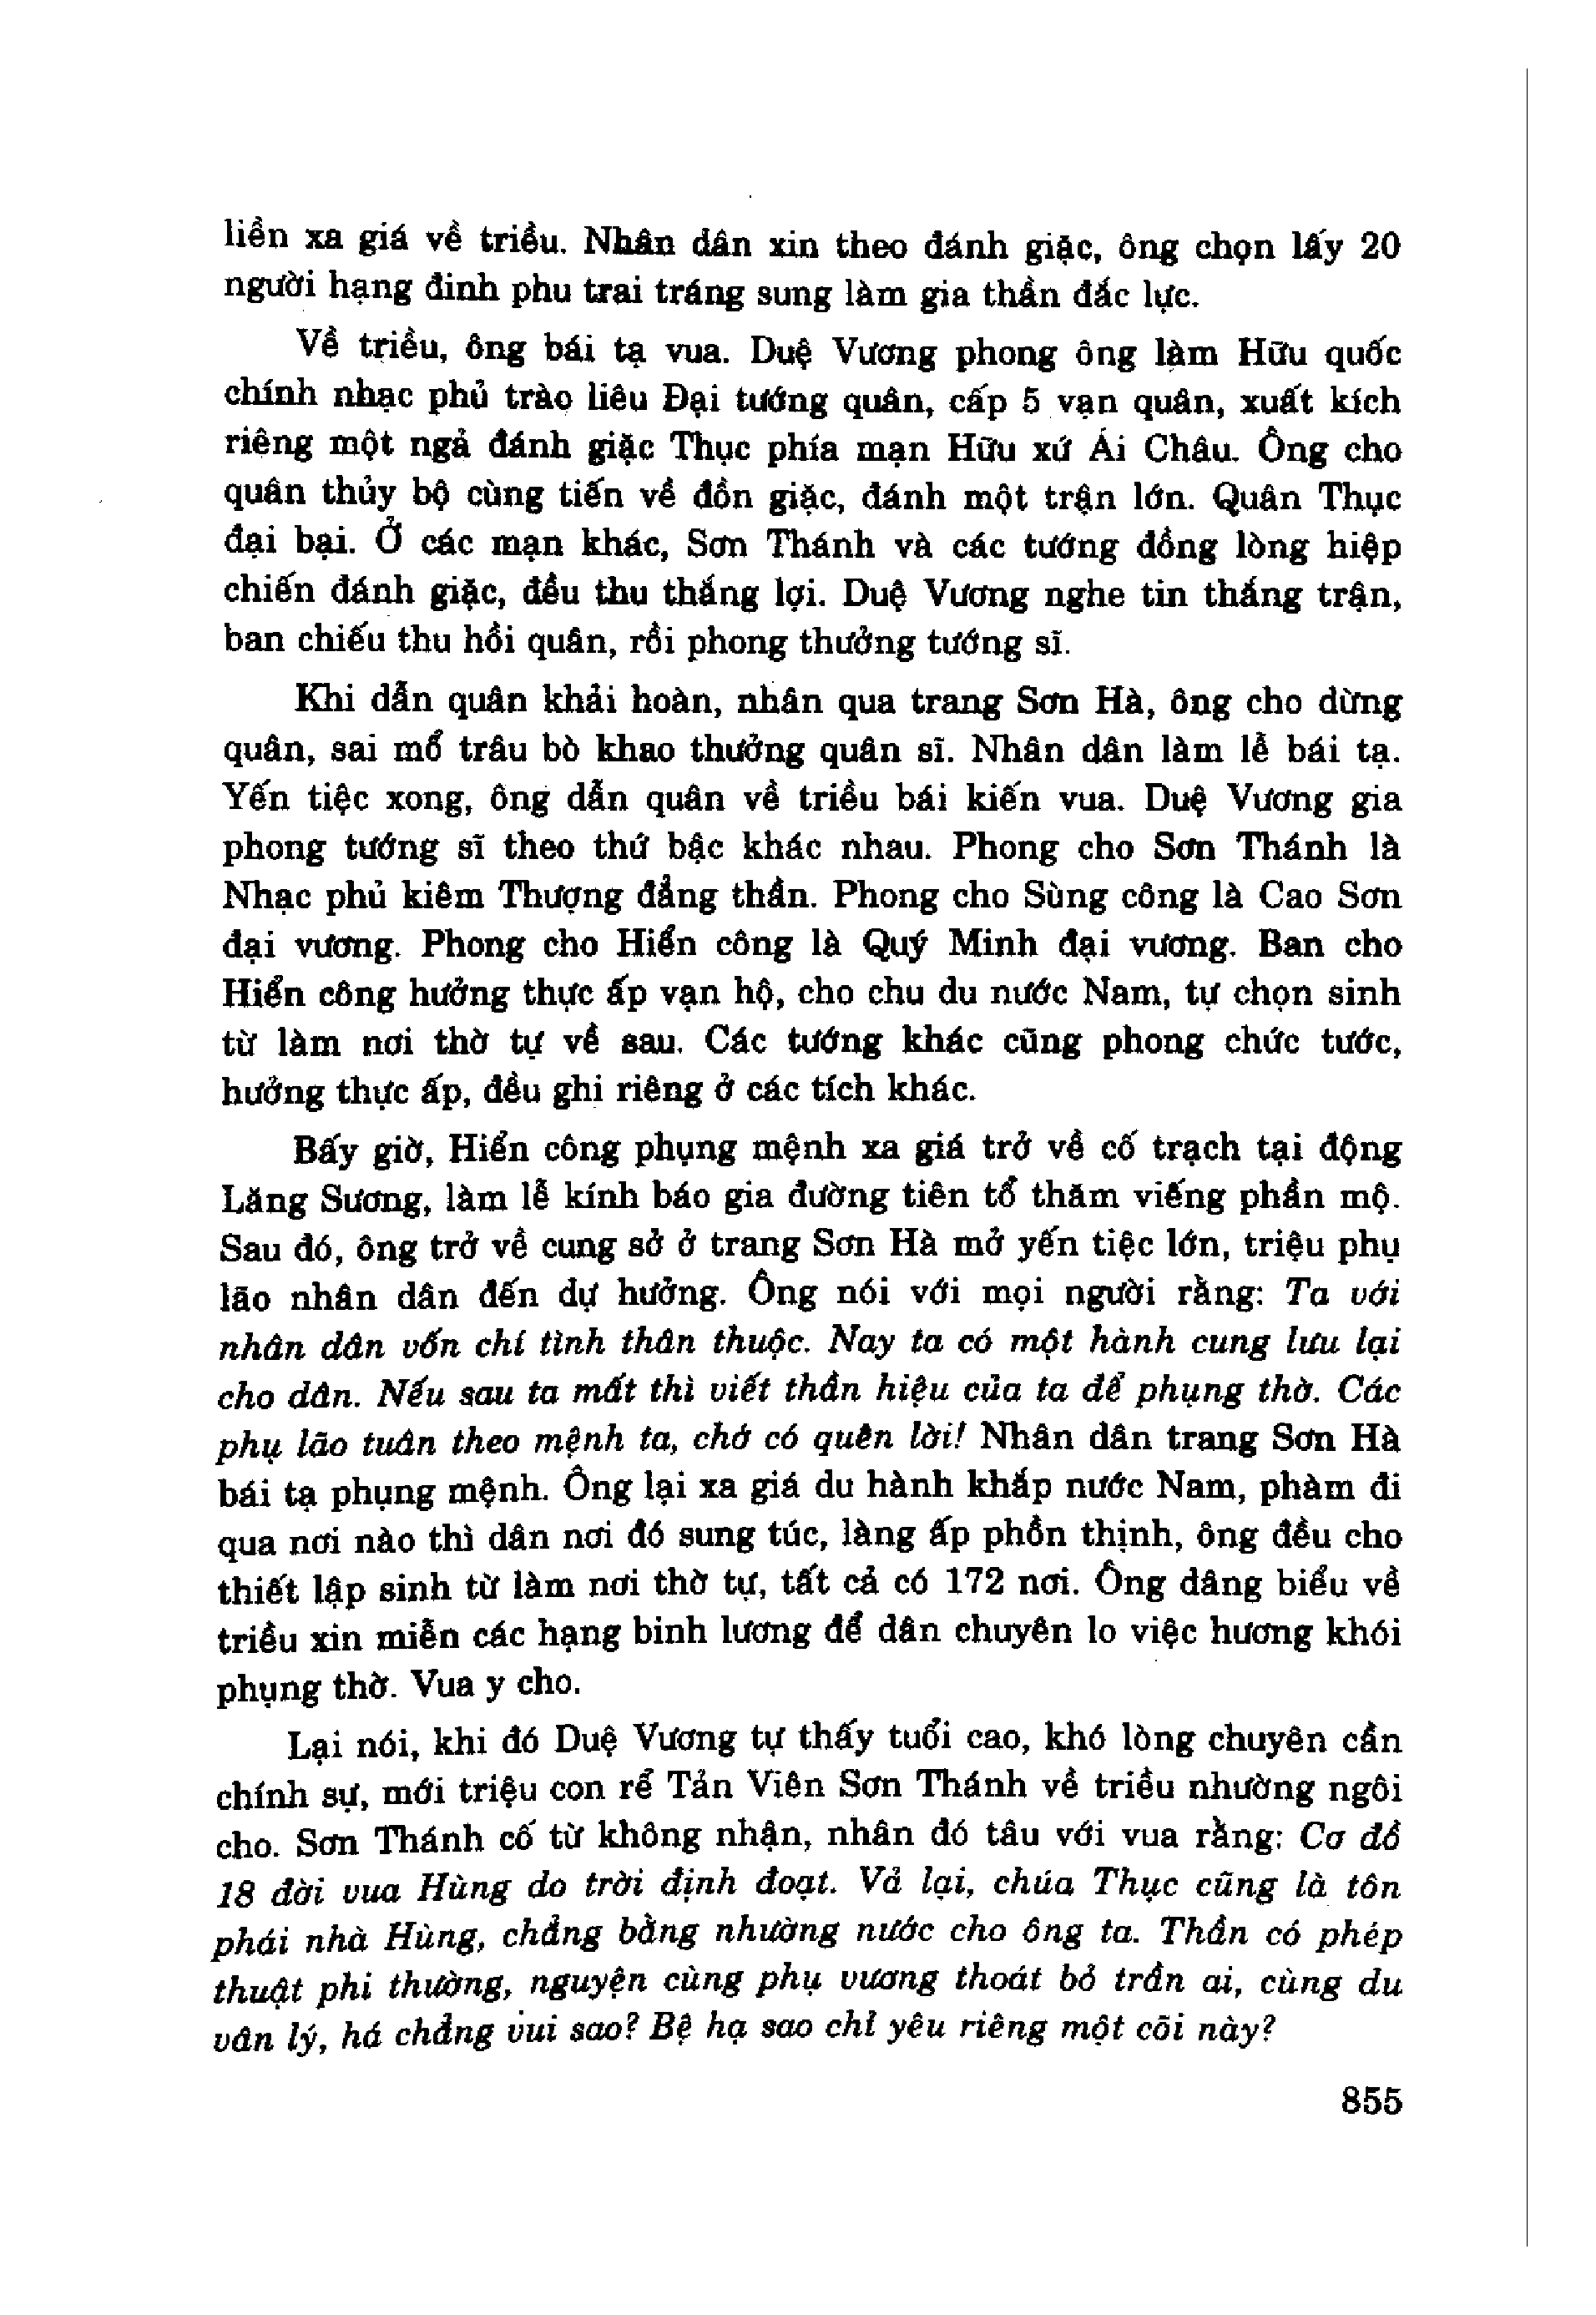 liền xa giá về triều. Nhân dân xin theo đánh giặc, ông chọn lấy 20
người hạng đinh phu trai tráng sung làm gia thần đắc lực.
Về triều, ông bái tạ vua. Duệ Vương phong ông làm Hữu quốc
chính nhạc phủ trào liêu Đại tướng quân, cấp 5 vạn quân, xuất kích
riêng một ngả đánh giặc Thục phía mạn Hữu xứ Ái Châu. Ông cho
quân thủy bộ cùng tiến về đồn giặc, đánh một trận lớn. Quân Thục
đại bại. Ở các mạn khác, Sơn Thánh và các tướng đồng lòng hiệp
chiến đánh giặc, đều thu thắng lợi. Duệ Vương nghe tin thắng trận,
ban chiếu thu hồi quân, rồi phong thưởng tướng sĩ.
Khi dẫn quân khải hoàn, nhân qua trang Sơn Hà, ông cho dừng
quân, sai mổ trâu bò khao thưởng quân sĩ. Nhân dân làm lễ bái tạ.
Yến tiệc xong, ông dẫn quân về triều bái kiến vua. Duệ Vương gia
phong tướng sĩ theo thứ bậc khác nhau. Phong cho Sơn Thánh là
Nhạc phủ kiêm Thượng đẳng thần. Phong cho Sùng công là Cao Sơn
đại vương. Phong cho Hiển công là Quý Minh đại vương. Ban cho
Hiển công hưởng thực ấp vạn hộ, cho chu du nước Nam, tự chọn sinh
từ làm nơi thờ tự về sau. Các tướng khác cũng phong chức tước,
hưởng thực ấp, đều ghi riêng ở các tích khác.
Bấy giờ, Hiển công phụng mệnh xa giá trở về cố trạch tại động
Lăng Sương, làm lễ kính báo gia đường tiên tổ thăm viếng phần mộ.
Sau đó, ông trở về cung sở ở trang Sơn Hà mở yến tiệc lớn, triệu phụ
lão nhân dân đến dự hưởng. Ông nói với mọi người rằng: Ta với
nhân dân vốn chí tình thân thuộc. Nay ta có một hành cung lưu lại
cho dân. Nếu sau ta mất thì viết thần hiệu của ta để phụng thờ. Các
phụ lão tuân theo mệnh ta, chớ có quên lời! Nhân dân trang Sơn Hà
bái tạ phụng mệnh. Ông lại xa giá du hành khắp nước Nam, phàm đi
qua nơi nào thì dân nơi đó sung túc, làng ấp phồn thịnh, ông đều cho
thiết lập sinh từ làm nơi thờ tự, tất cả có 172 nơi. Ông dâng biểu về
triều xin miễn các hạng binh lương để dân chuyên lo việc hương khói
phụng thờ. Vua y cho.
Lại nói, khi đó Duệ Vương tự thấy tuổi cao, khó lòng chuyên cần
chính sự, mới triệu con rể Tản Viên Sơn Thánh về triều nhường ngôi
cho. Sơn Thánh cố từ không nhận, nhân đó tâu với vua rằng: Cơ đồ
18 đời vua Hùng do trời định đoạt. Vả lại, chúa Thục cũng là tôn
phái nhà Hùng, chẳng bằng nhường nước cho ông ta. Thần có phép
thuật phi thường, nguyện cùng phụ vương thoát bỏ trần ai, cùng du
vân lý, há chẳng vui sao? Bệ hạ sao chỉ yêu riêng một cõi này?
855